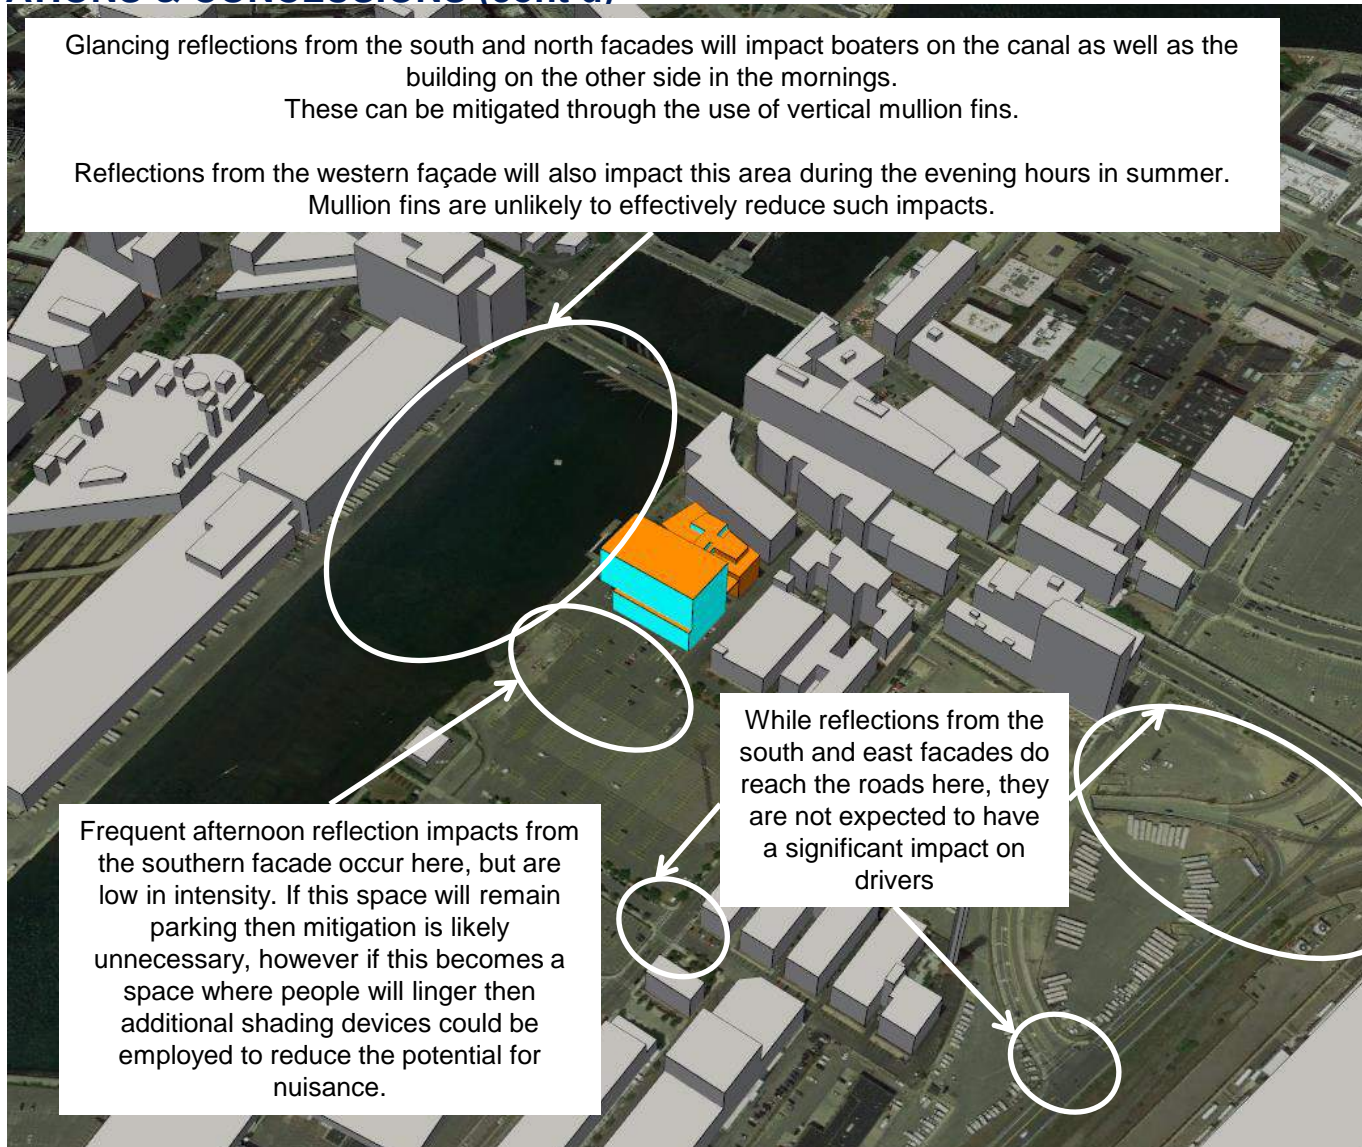 & CONCLUSIONS (cont'd)
Glancing reflections from the south and north facades will impact boaters on the canal as well as the
building on the other side in the mornings.
These can be mitigated through the use of vertical mullion fins.
Reflections from the western façade will also impact this area during the evening hours in summer.
Mullion fins are unlikely to effectively reduce such impacts.
While reflections from the
south and east facades do
reach the roads here, they
are not expected to have
a significant impact on
drivers
Frequent afternoon reflection impacts from
the southern facade occur here, but are
low in intensity. If this space will remain
parking then mitigation is likely
unnecessary, however if this becomes a
space where people will linger then
additional shading devices could be
employed to reduce the potential for
nuisance.